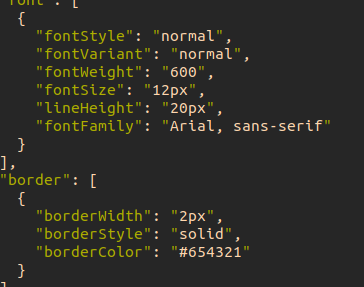 "font": [
{
"fontStyle": "normal",
"fontVariant": "normal",
"fontWeight": "600",
"fontSize": "12px",
"lineHeight": "20px",
"fontFamily": "Arial, sans-serif"
}
],
"border": [
{
"borderWidth": "2px",
"borderStyle": "solid",
"borderColor": "#654321"
}
]